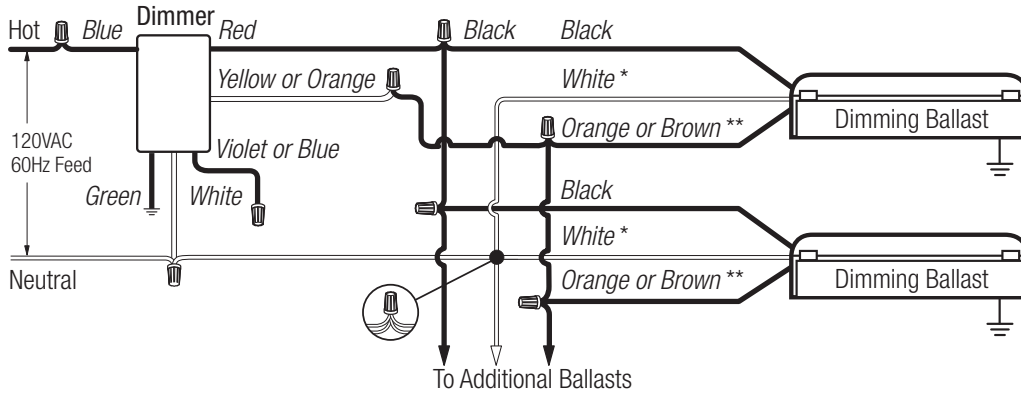 Dimmer
Hot
Blue
Red
Black
Black
Yellow or Orange
White *
Orange or Brown **
Dimming Ballast
120VAC
60Hz Feed
Violet or Blue
Green
White
Black
White *
Neutral
Orange or Brown **
Dimming Ballast
To Additional Ballasts